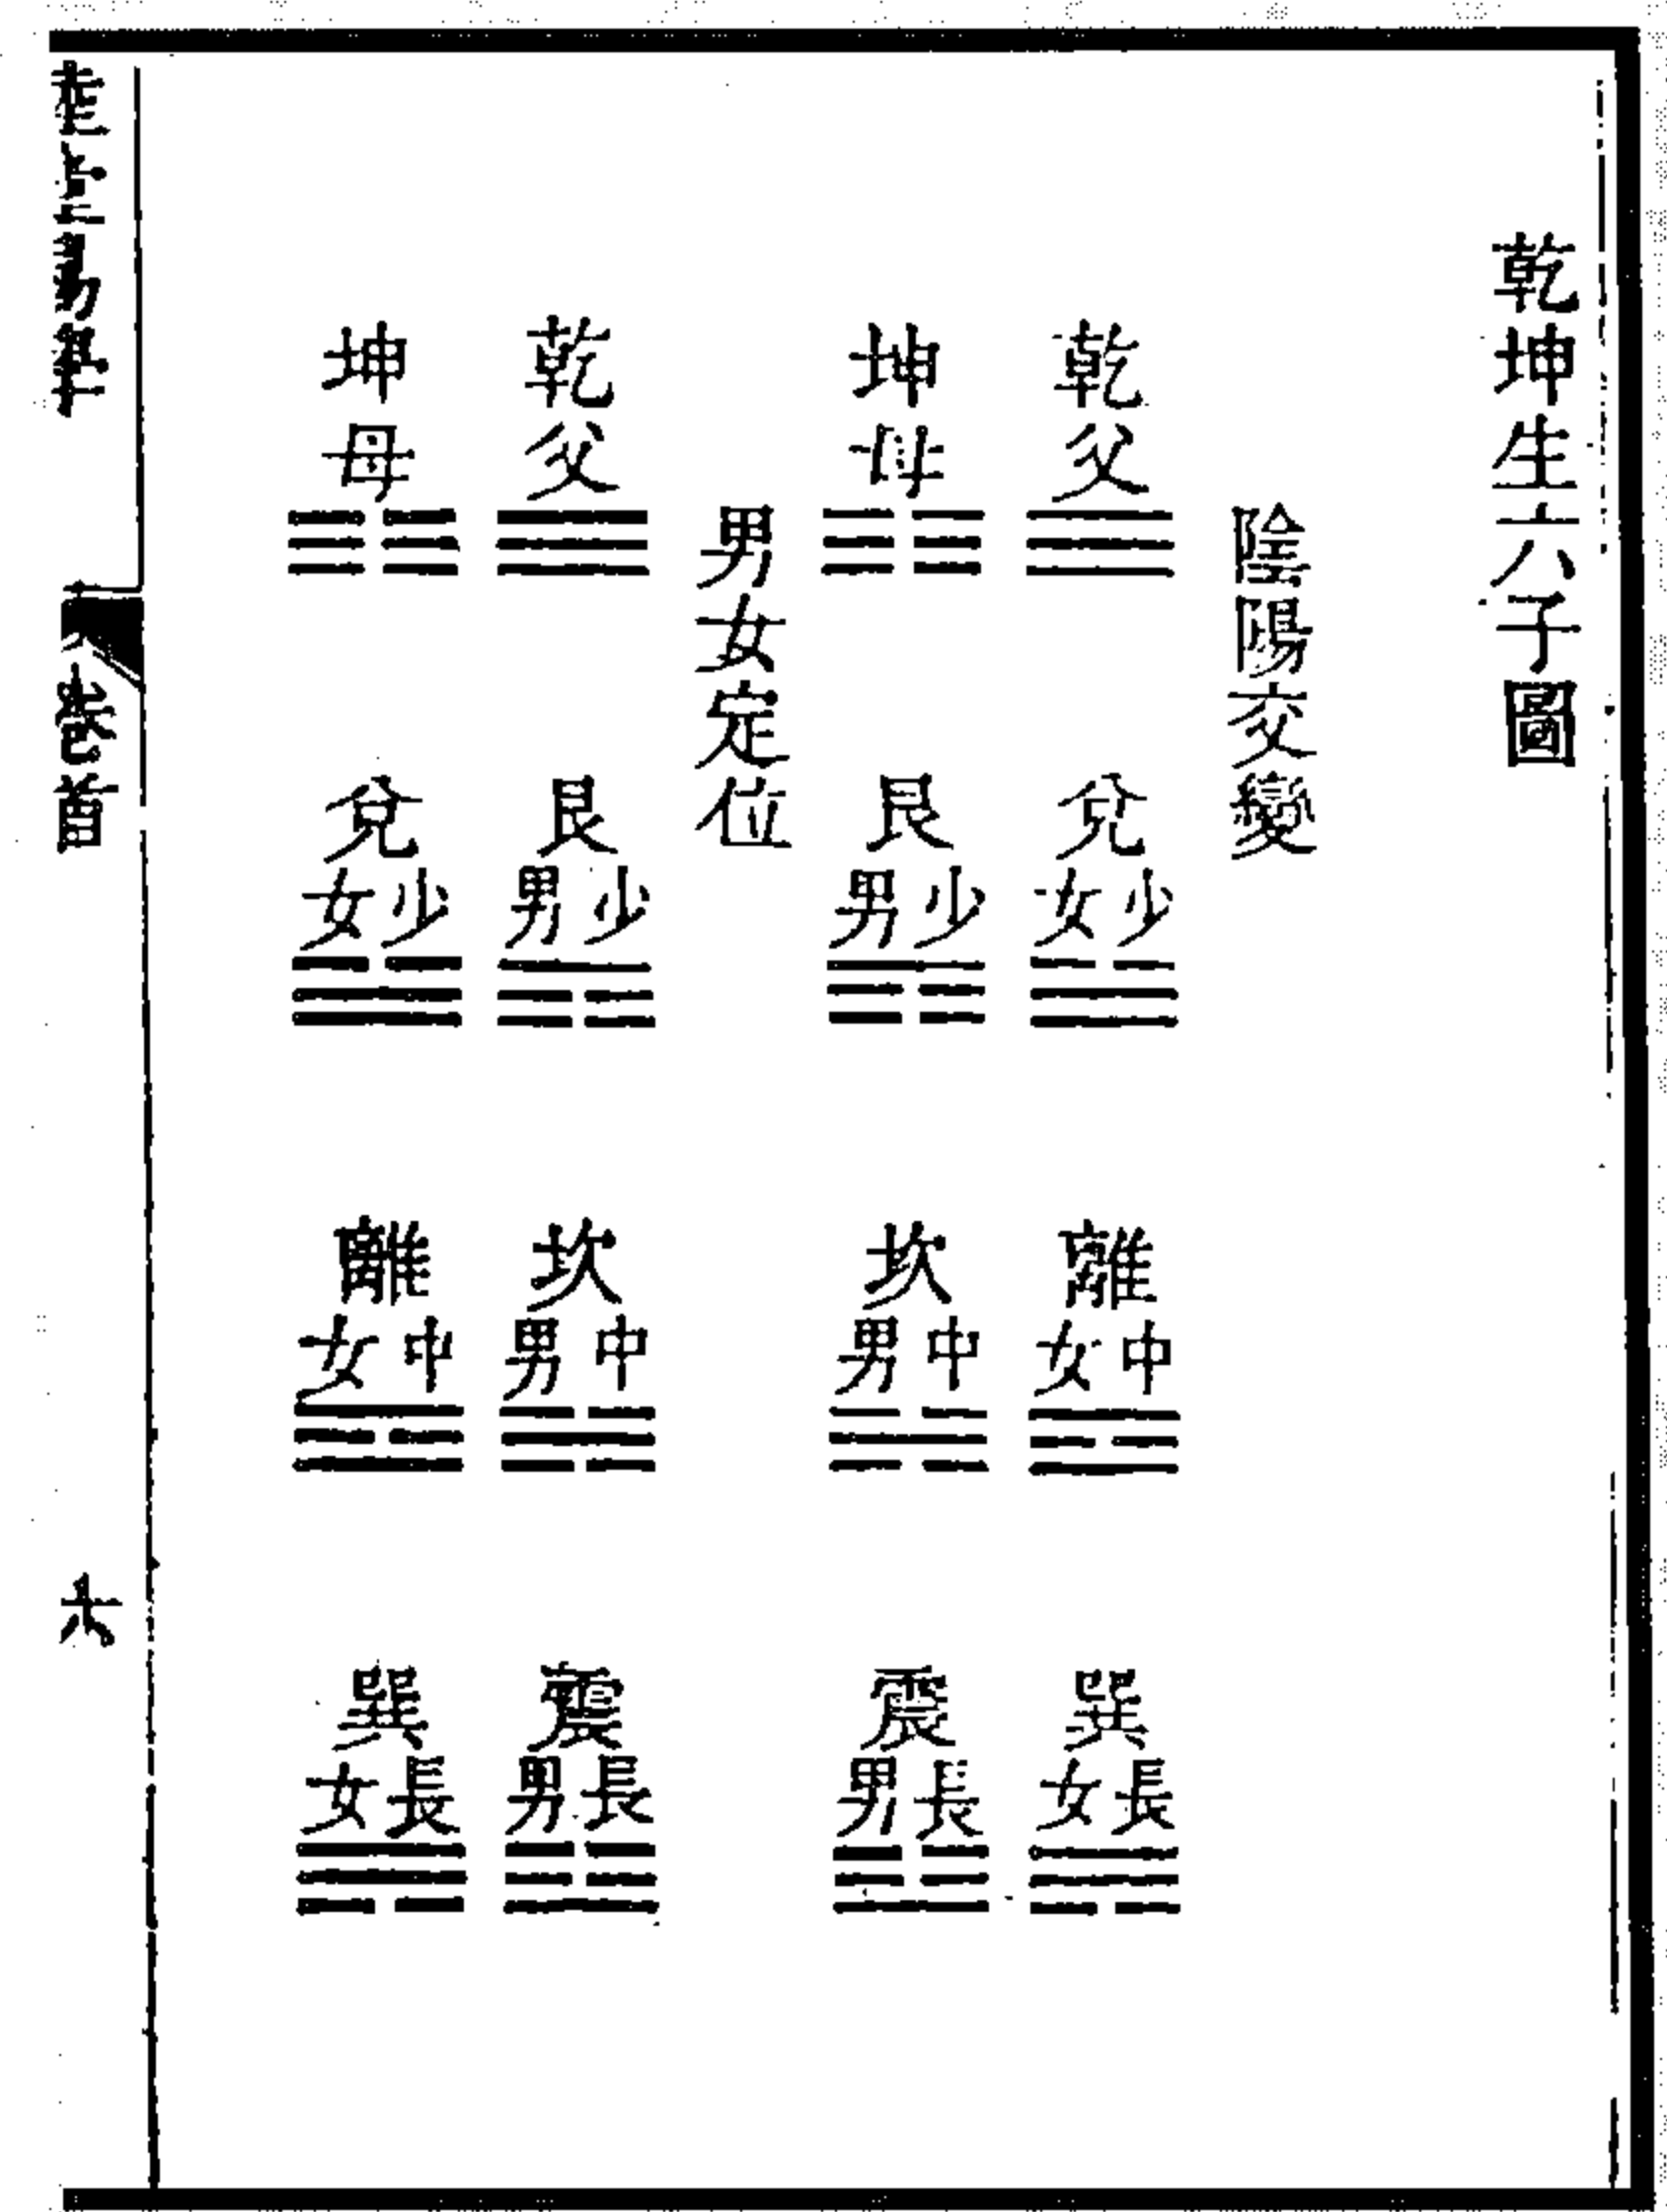 乾坤生六子圖
陰陽交變
乾父☰
兌少女☱
離中女☲
巽長女☴
坤母☷
艮少男☶
坎中男☵
震長男☳
男女定位
乾父☰
艮少男☶
坎中男☵
震長男☳
坤母☷
兌少女☱
離中女☲
巽長女☴
卷首
六